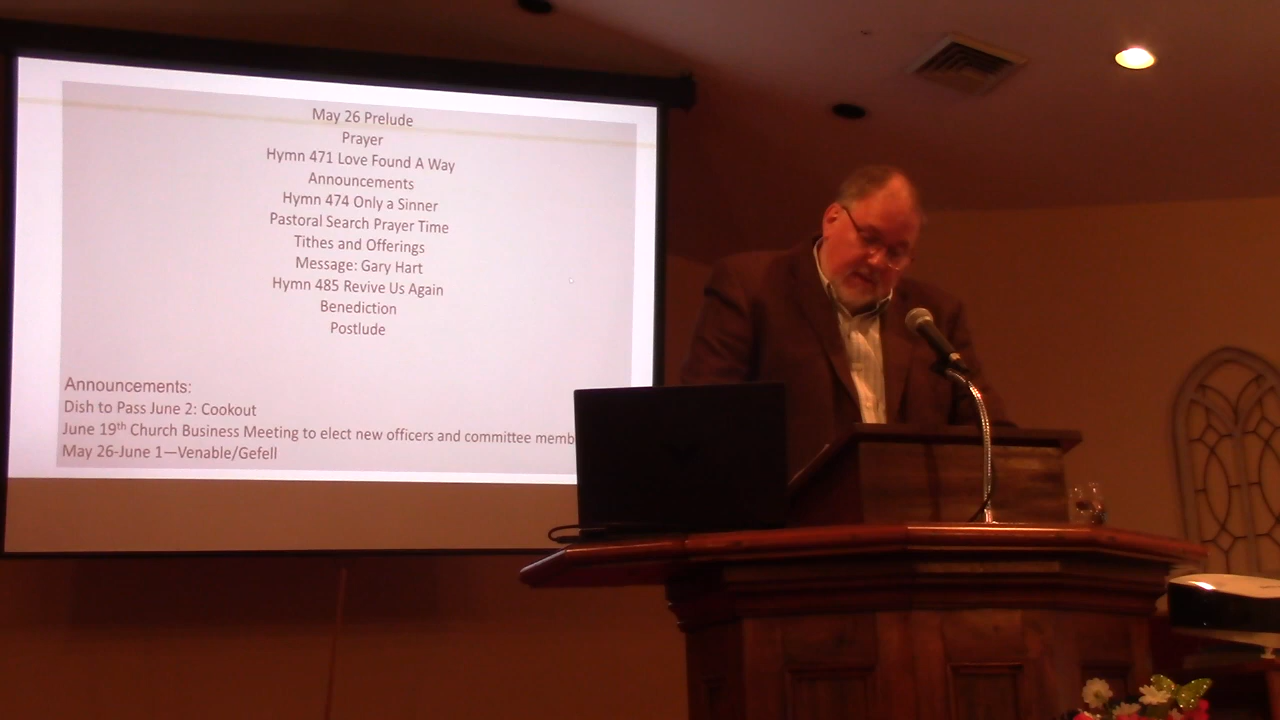 May 26 Prelude
Prayer
Hymn 471 Love Found A Way
Announcements
Hymn 474 Only a Sinner
Pastoral Search Prayer Time
Tithes and Offerings
Message: Gary Hart
Hymn 485 Revive Us Again
Benediction
Postlude
Announcements:
Dish to Pass June 2: Cookout
June 19th Church Business Meeting to elect new officers and committee memb
May 26-June 1—Venable/Gefell